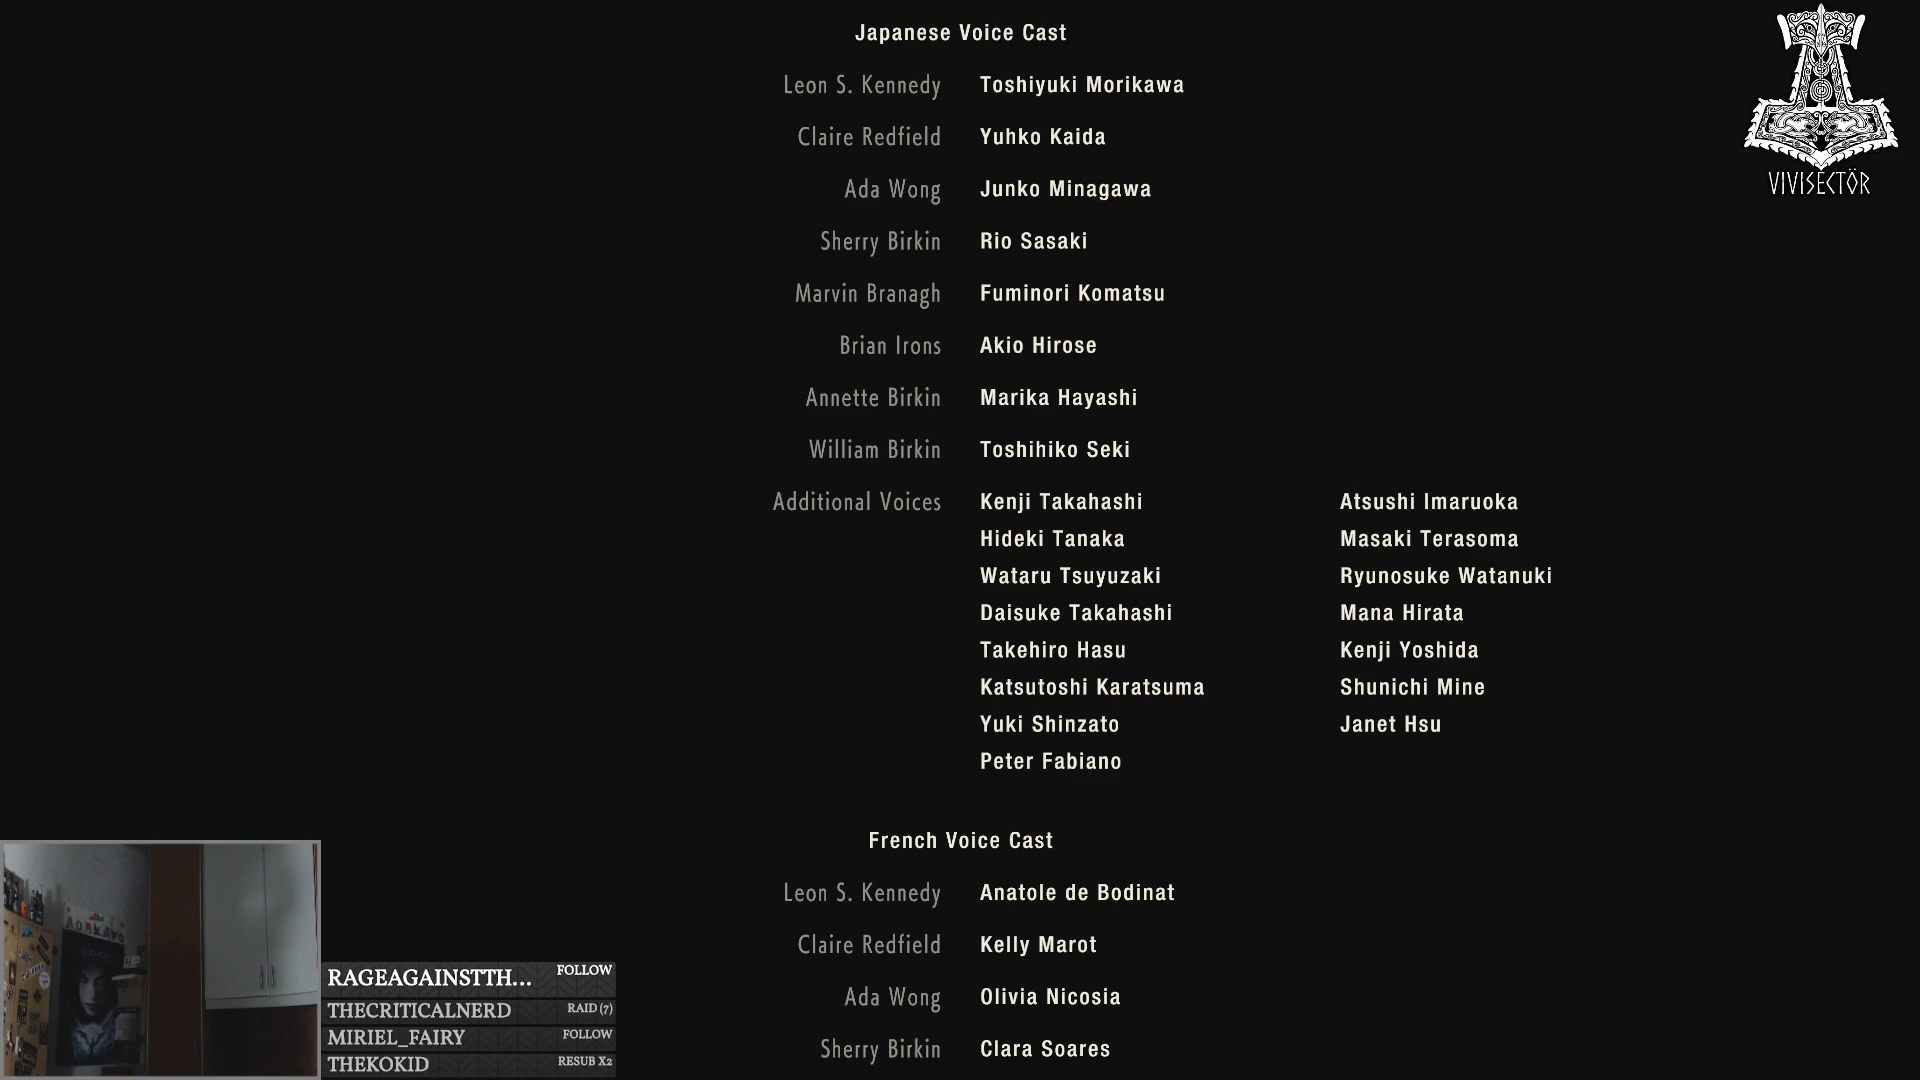 Japanese Voice Cast
Leon S. Kennedy Toshiyuki Morikawa
Claire Redfield Yuhko Kaida
Ada Wong Junko Minagawa
Sherry Birkin Rio Sasaki
Marvin Branagh Fuminori Komatsu
Brian Irons Akio Hirose
Annette Birkin Marika Hayashi
William Birkin Toshihiko Seki
Additional Voices Kenji Takahashi Atsushi Imaruoka
Hideki Tanaka Masaki Terasoma
Wataru Tsuyuzaki Ryunosuke Watanuki
Daisuke Takahashi Mana Hirata
Takehiro Hasu Kenji Yoshida
Katsutoshi Karatsuma Shunichi Mine
Yuki Shinzato Janet Hsu
Peter Fabiano
French Voice Cast
Leon S. Kennedy Anatole de Bodinat
Claire Redfield Kelly Marot
Ada Wong Olivia Nicosia
Sherry Birkin Clara Soares
VIVISECTÖR
RAGEAGAINSTTH... FOLLOW
THECRITICALNERD RAID (7)
MIRIEL_FAIRY FOLLOW
THEKOKID RESUB X2